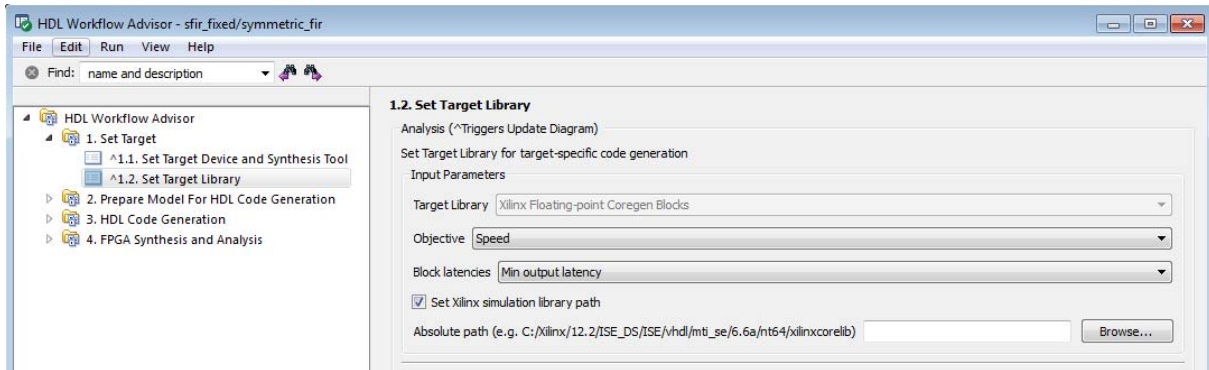 HDL Workflow Advisor - sfir_fixed/symmetric_fir
File Edit Run View Help
Find: name and description
HDL Workflow Advisor
1. Set Target
^1.1. Set Target Device and Synthesis Tool
^1.2. Set Target Library
2. Prepare Model For HDL Code Generation
3. HDL Code Generation
4. FPGA Synthesis and Analysis
1.2. Set Target Library
Analysis (^Triggers Update Diagram)
Set Target Library for target-specific code generation
Input Parameters
Target Library Xilinx Floating-point Coregen Blocks
Objective Speed
Block latencies Min output latency
Set Xilinx simulation library path
Absolute path (e.g. C:/Xilinx/12.2/ISE_DS/ISE/vhdl/mti_se/6.6a/nt64/xilinxcorelib) Browse...